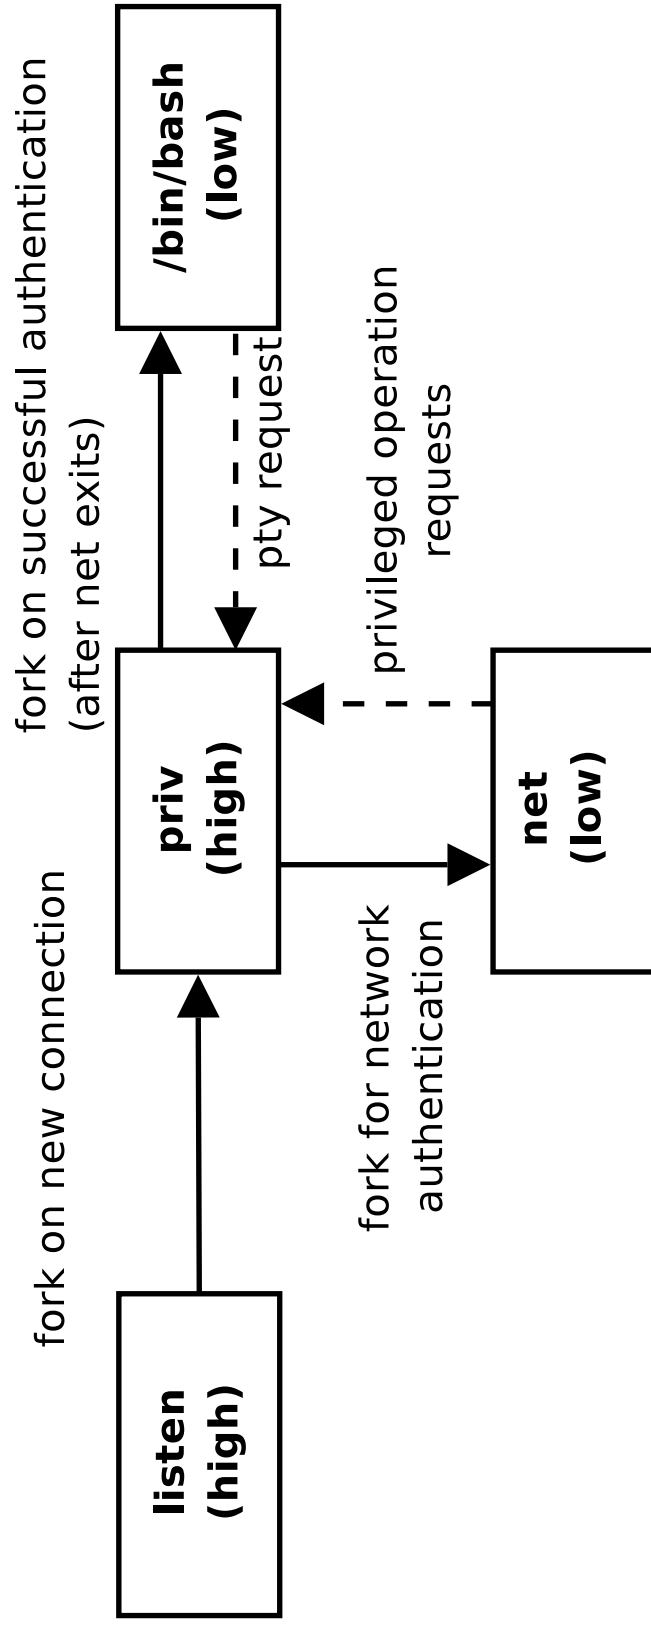 fork on new connection
fork on successful authentication
(after net exits)
listen
(high)
priv
(high)
/bin/bash
(low)
pty request
fork for network
authentication
privileged operation
requests
net
(low)